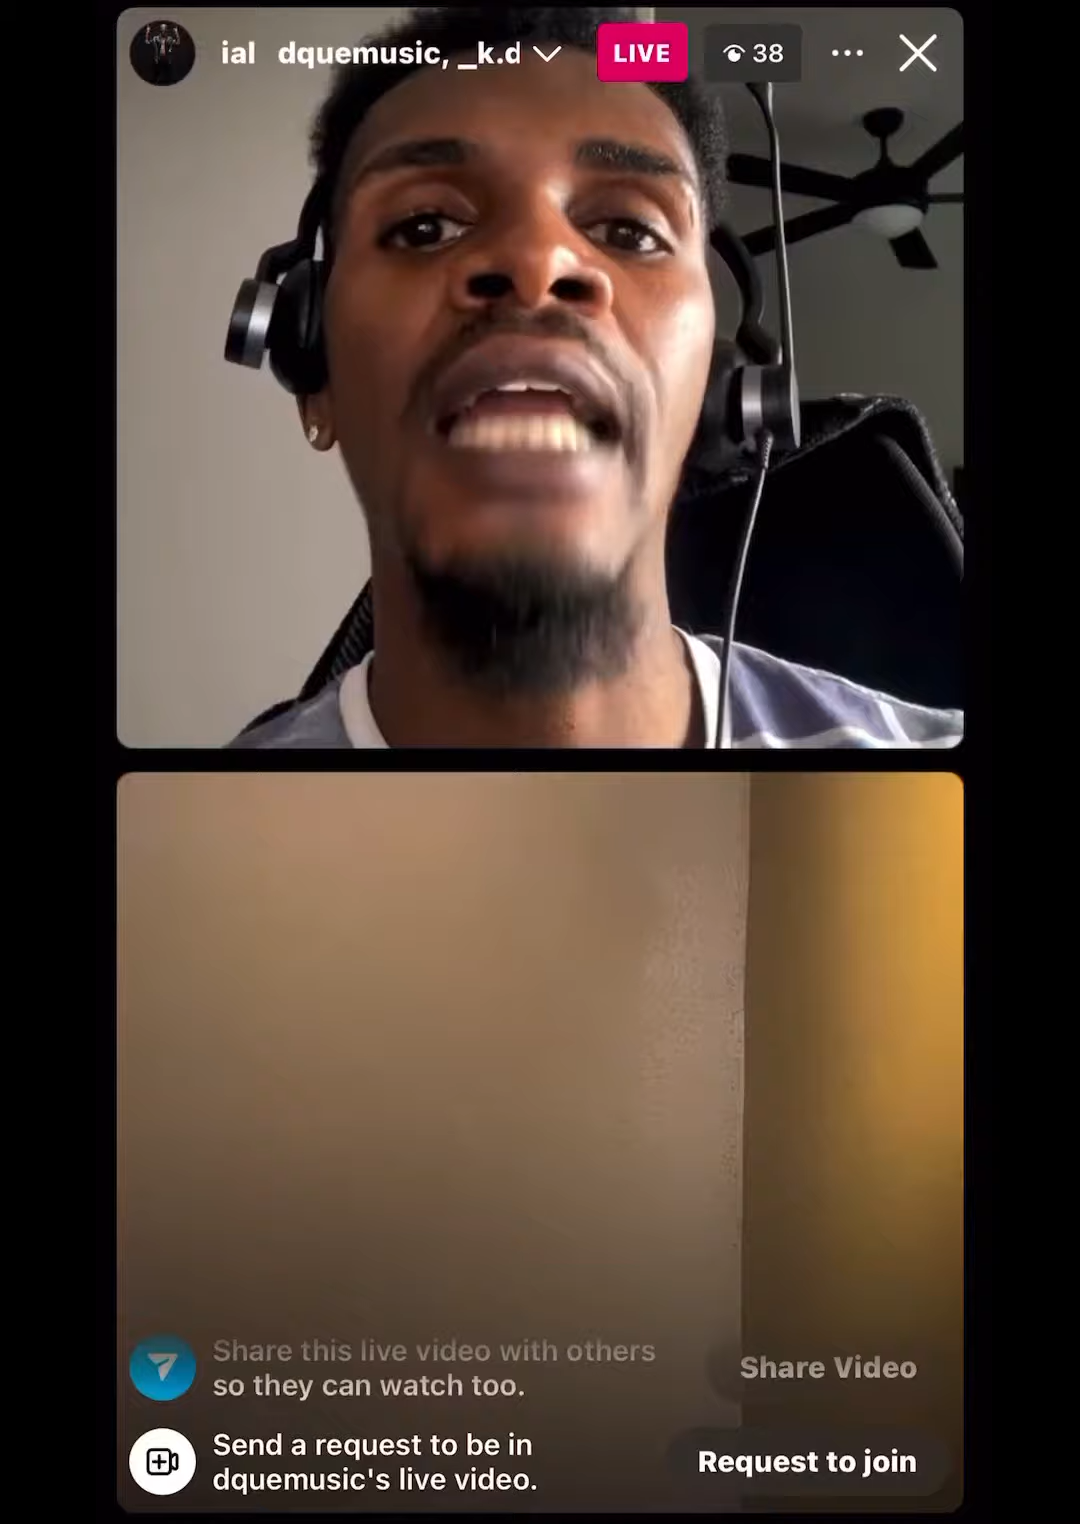 ial dquemusic, _k.d
LIVE
38
Share this live video with others
so they can watch too.
Share Video
Send a request to be in
dquemusic's live video.
Request to join